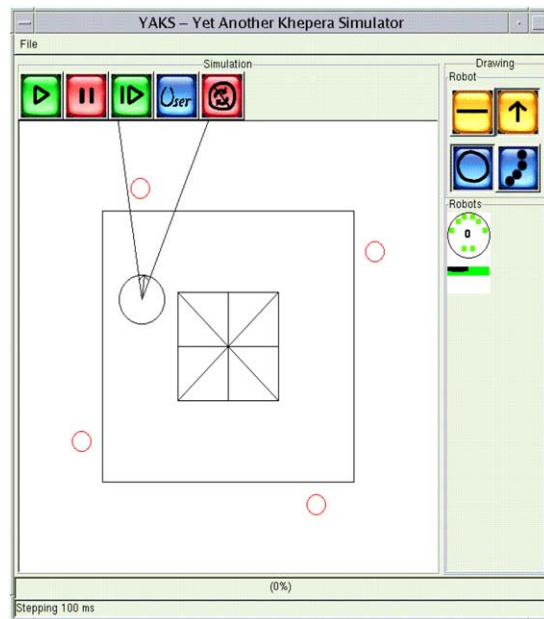 YAKS – Yet Another Khepera Simulator
File
Simulation
Drawing
Robot
User
Robots
0
(0%)
Stepping 100 ms